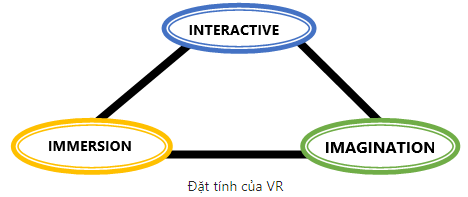 INTERACTIVE
IMMERSION
IMAGINATION
Đặt tính của VR